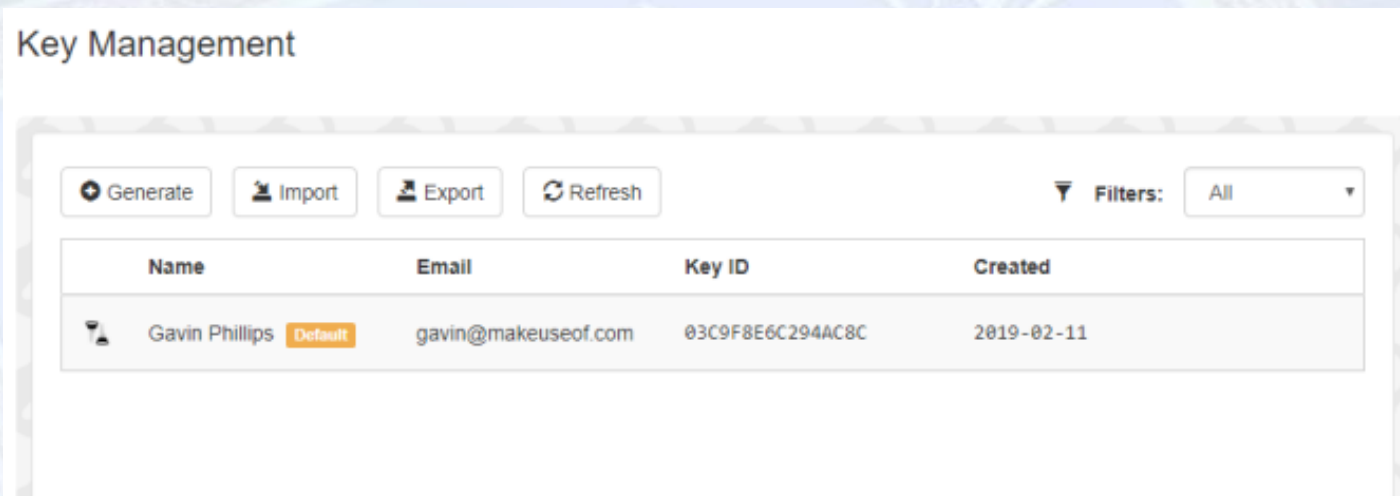 Key Management
Generate Import Export Refresh Filters: All
Name Email Key ID Created
Gavin Phillips Default gavin@makeuseof.com 03C9F8E6C294AC8C 2019-02-11